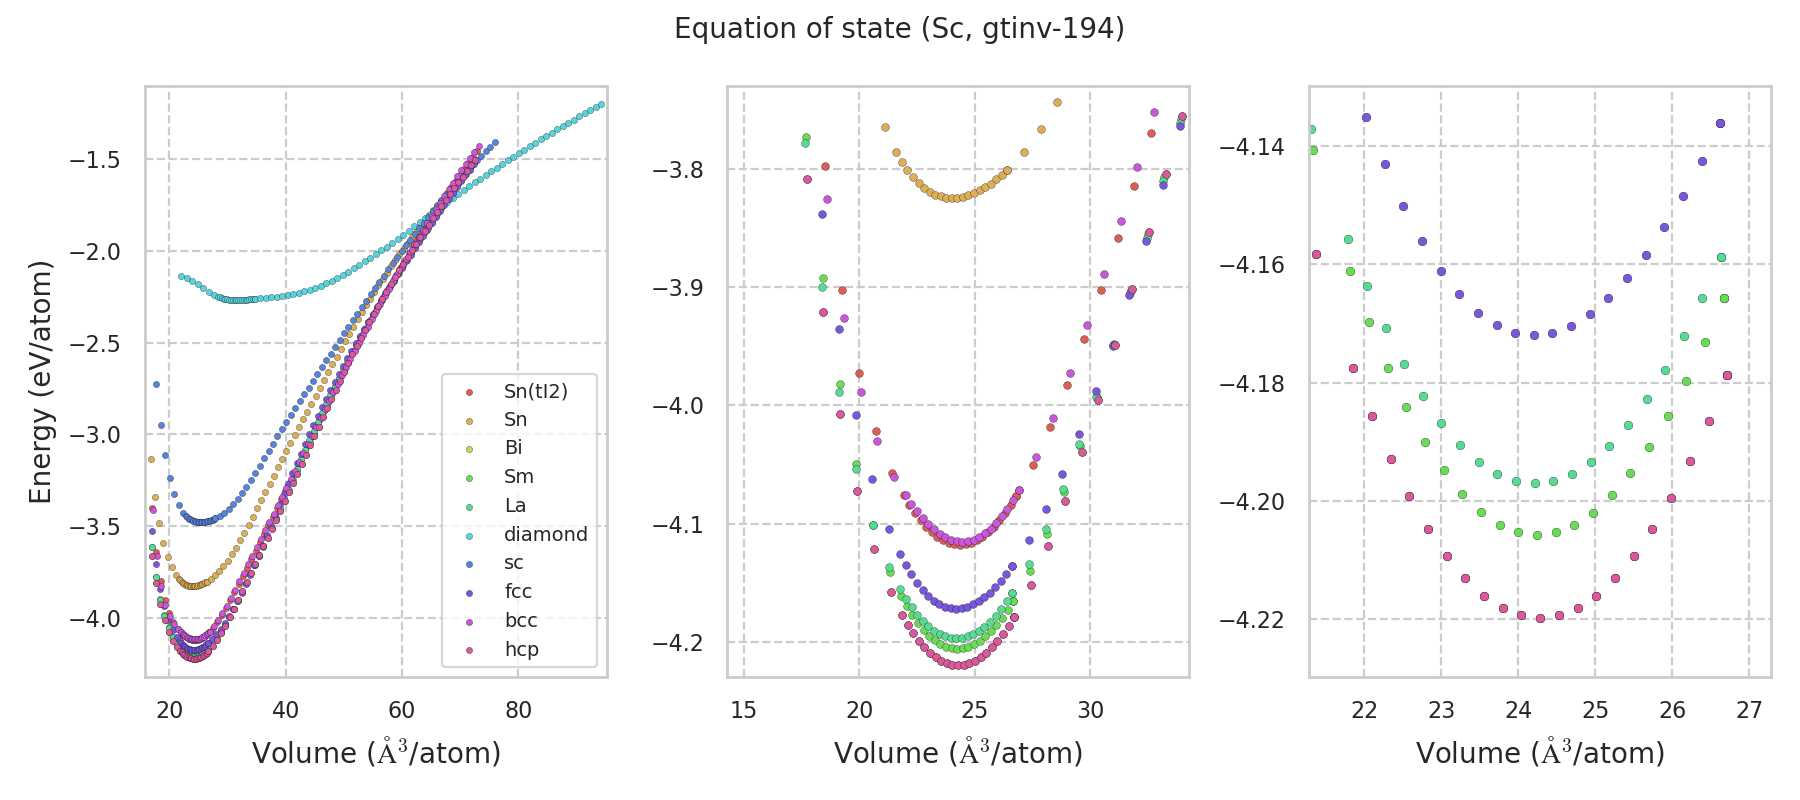 Equation of state (Sc, gtinv-194)
Energy (eV/atom)
−1.5
−2.0
−2.5
−3.0
−3.5
−4.0
20 40 60 80
Volume (Å³/atom)
Sn(tI2)
Sn
Bi
Sm
La
diamond
sc
fcc
bcc
hcp
−3.8
−3.9
−4.0
−4.1
−4.2
15 20 25 30
Volume (Å³/atom)
−4.14
−4.16
−4.18
−4.20
−4.22
22 23 24 25 26 27
Volume (Å³/atom)